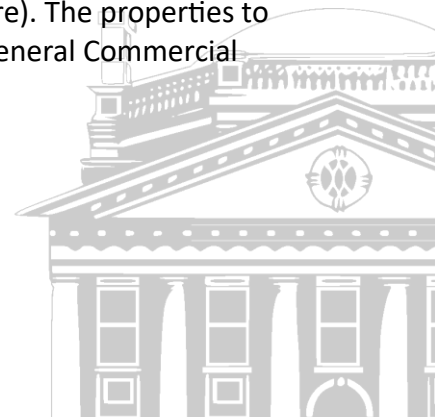 re). The properties to
eneral Commercial